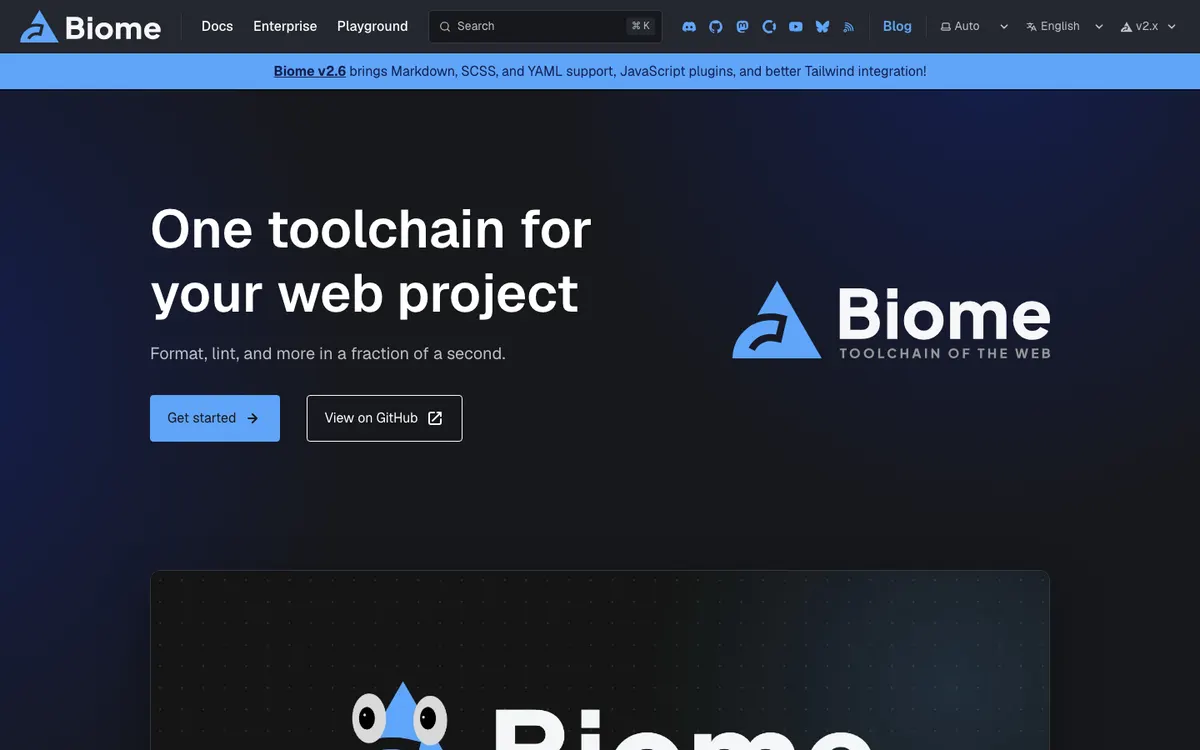 Biome
Docs
Enterprise
Playground
Search
⌘ K
Blog
Auto
English
v2.x
Biome v2.6 brings Markdown, SCSS, and YAML support, JavaScript plugins, and better Tailwind integration!
One toolchain for
your web project
Format, lint, and more in a fraction of a second.
Get started
View on GitHub
Biome
TOOLCHAIN OF THE WEB
Biome